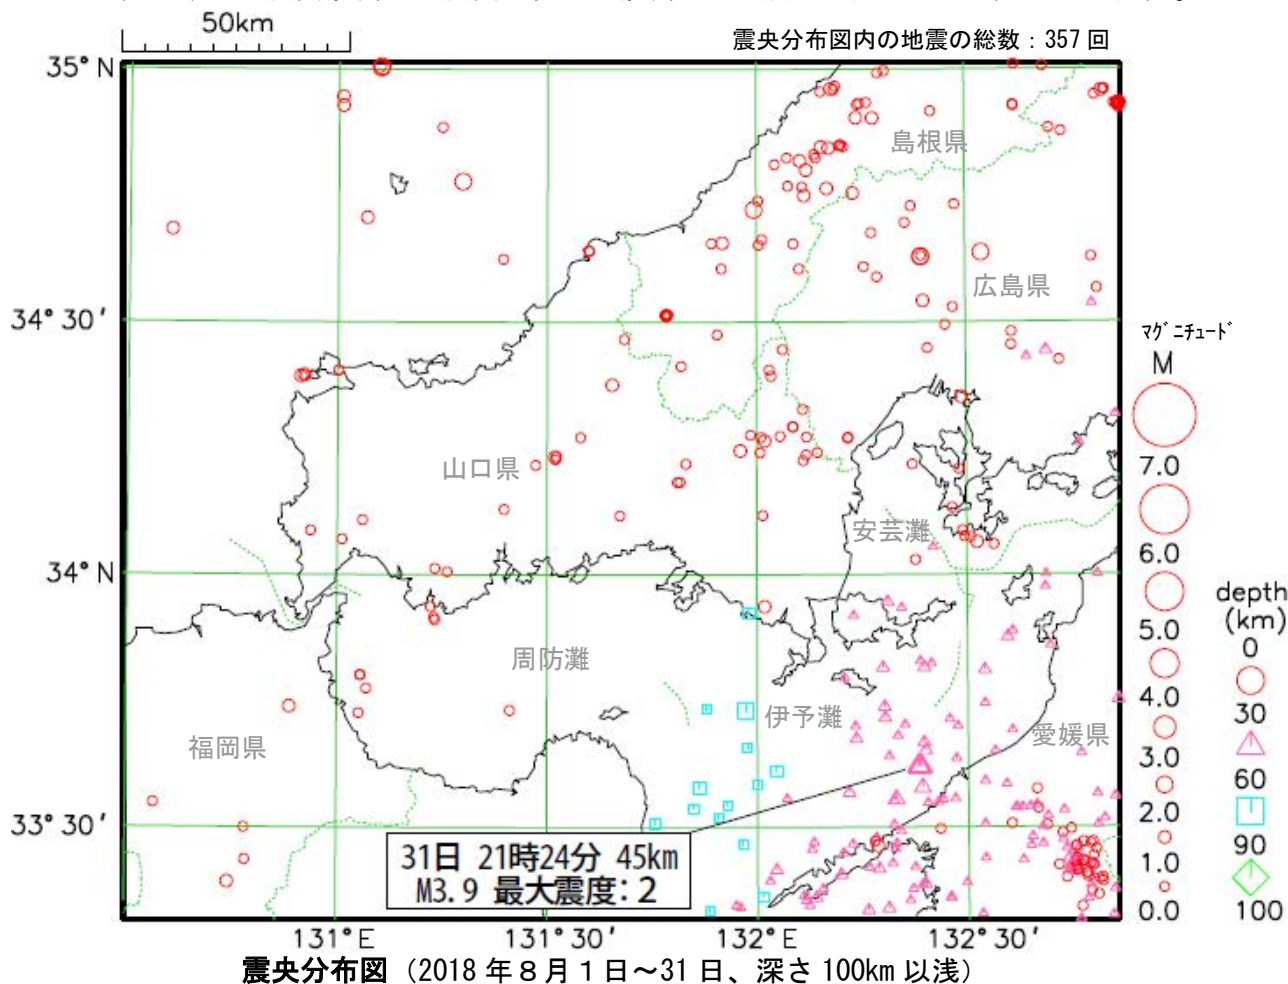 50km
震央分布図内の地震の総数：357回
35°N
島根県
広島県
34°30′
ﾏｸﾞﾆﾁｭｰﾄﾞ
M
7.0
山口県
安芸灘
6.0
34°N
depth
(km)
5.0
0
周防灘
4.0
30
伊予灘
愛媛県
福岡県
3.0
60
2.0
33°30′
90
31日 21時24分 45km
M3.9 最大震度：2
1.0
0.0
100
131°E
131°30′
132°E
132°30′
震央分布図（2018年８月１日～31日、深さ100km以浅）